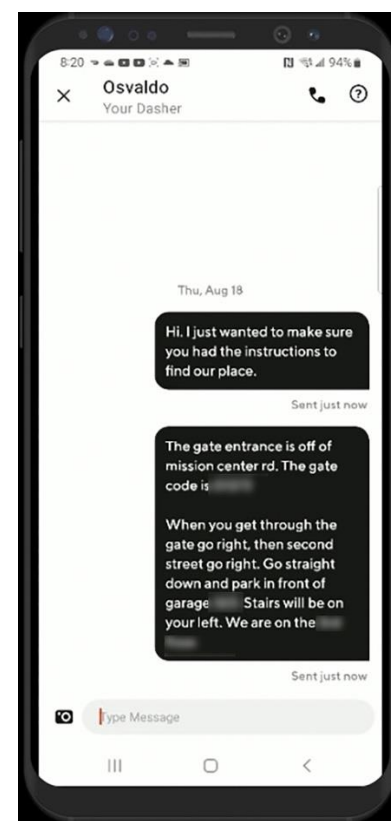 8:20
94%
Osvaldo
Your Dasher
Thu, Aug 18
Hi. I just wanted to make sure
you had the instructions to
find our place.
Sent just now
The gate entrance is off of
mission center rd. The gate
code is
When you get through the
gate go right, then second
street go right. Go straight
down and park in front of
garage Stairs will be on
your left. We are on the
Sent just now
Type Message